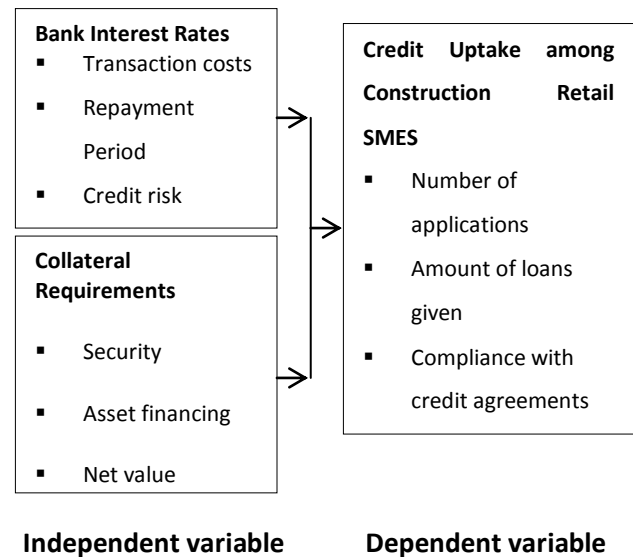 Bank Interest Rates
▪ Transaction costs
▪ Repayment
Period
▪ Credit risk
Collateral
Requirements
▪ Security
▪ Asset financing
▪ Net value
Credit Uptake among
Construction Retail
SMES
▪ Number of
applications
▪ Amount of loans
given
▪ Compliance with
credit agreements
Independent variable
Dependent variable